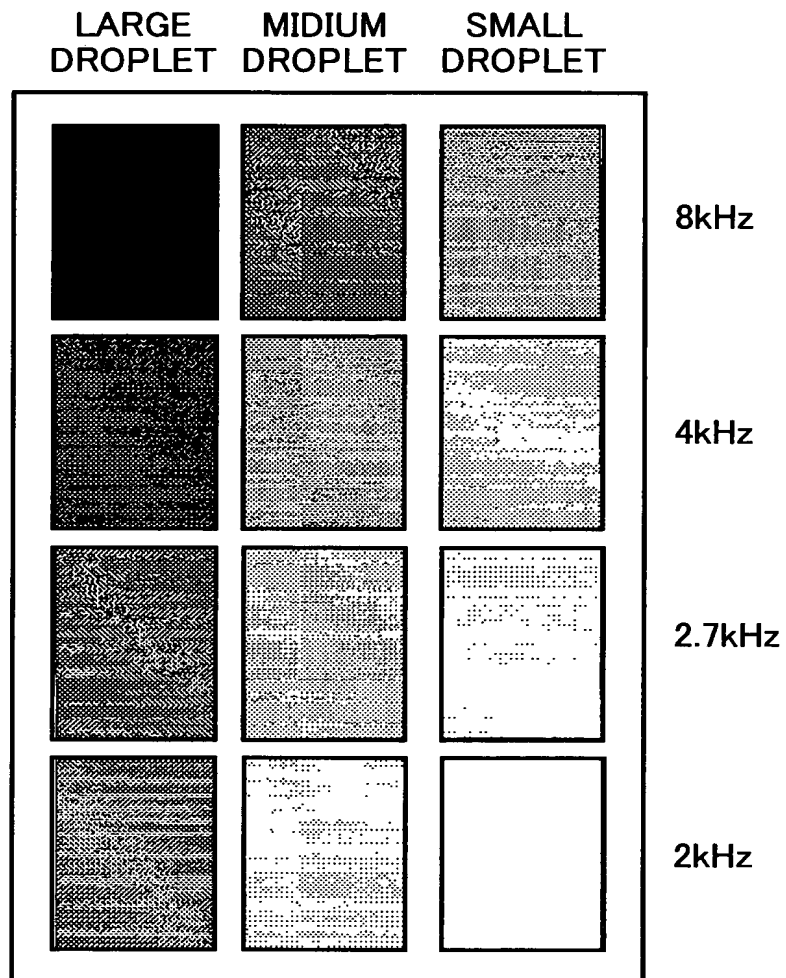 LARGE MIDIUM SMALL
DROPLET DROPLET DROPLET
8kHz
4kHz
2.7kHz
2kHz